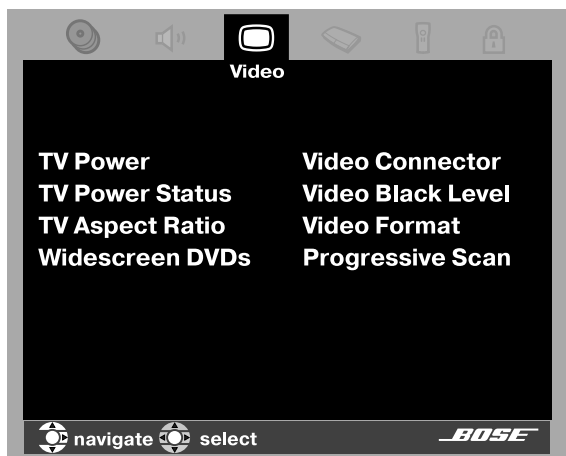 Video
TV Power
TV Power Status
TV Aspect Ratio
Widescreen DVDs
Video Connector
Video Black Level
Video Format
Progressive Scan
navigate select
BOSE